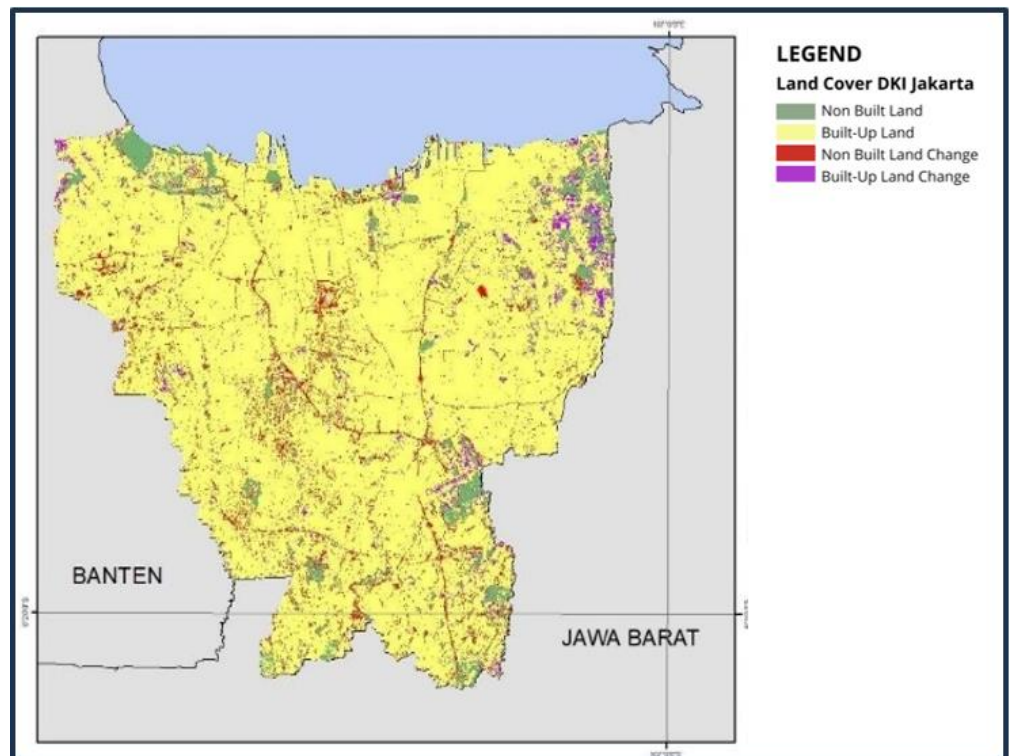 LEGEND
Land Cover DKI Jakarta
Non Built Land
Built-Up Land
Non Built Land Change
Built-Up Land Change
BANTEN
JAWA BARAT